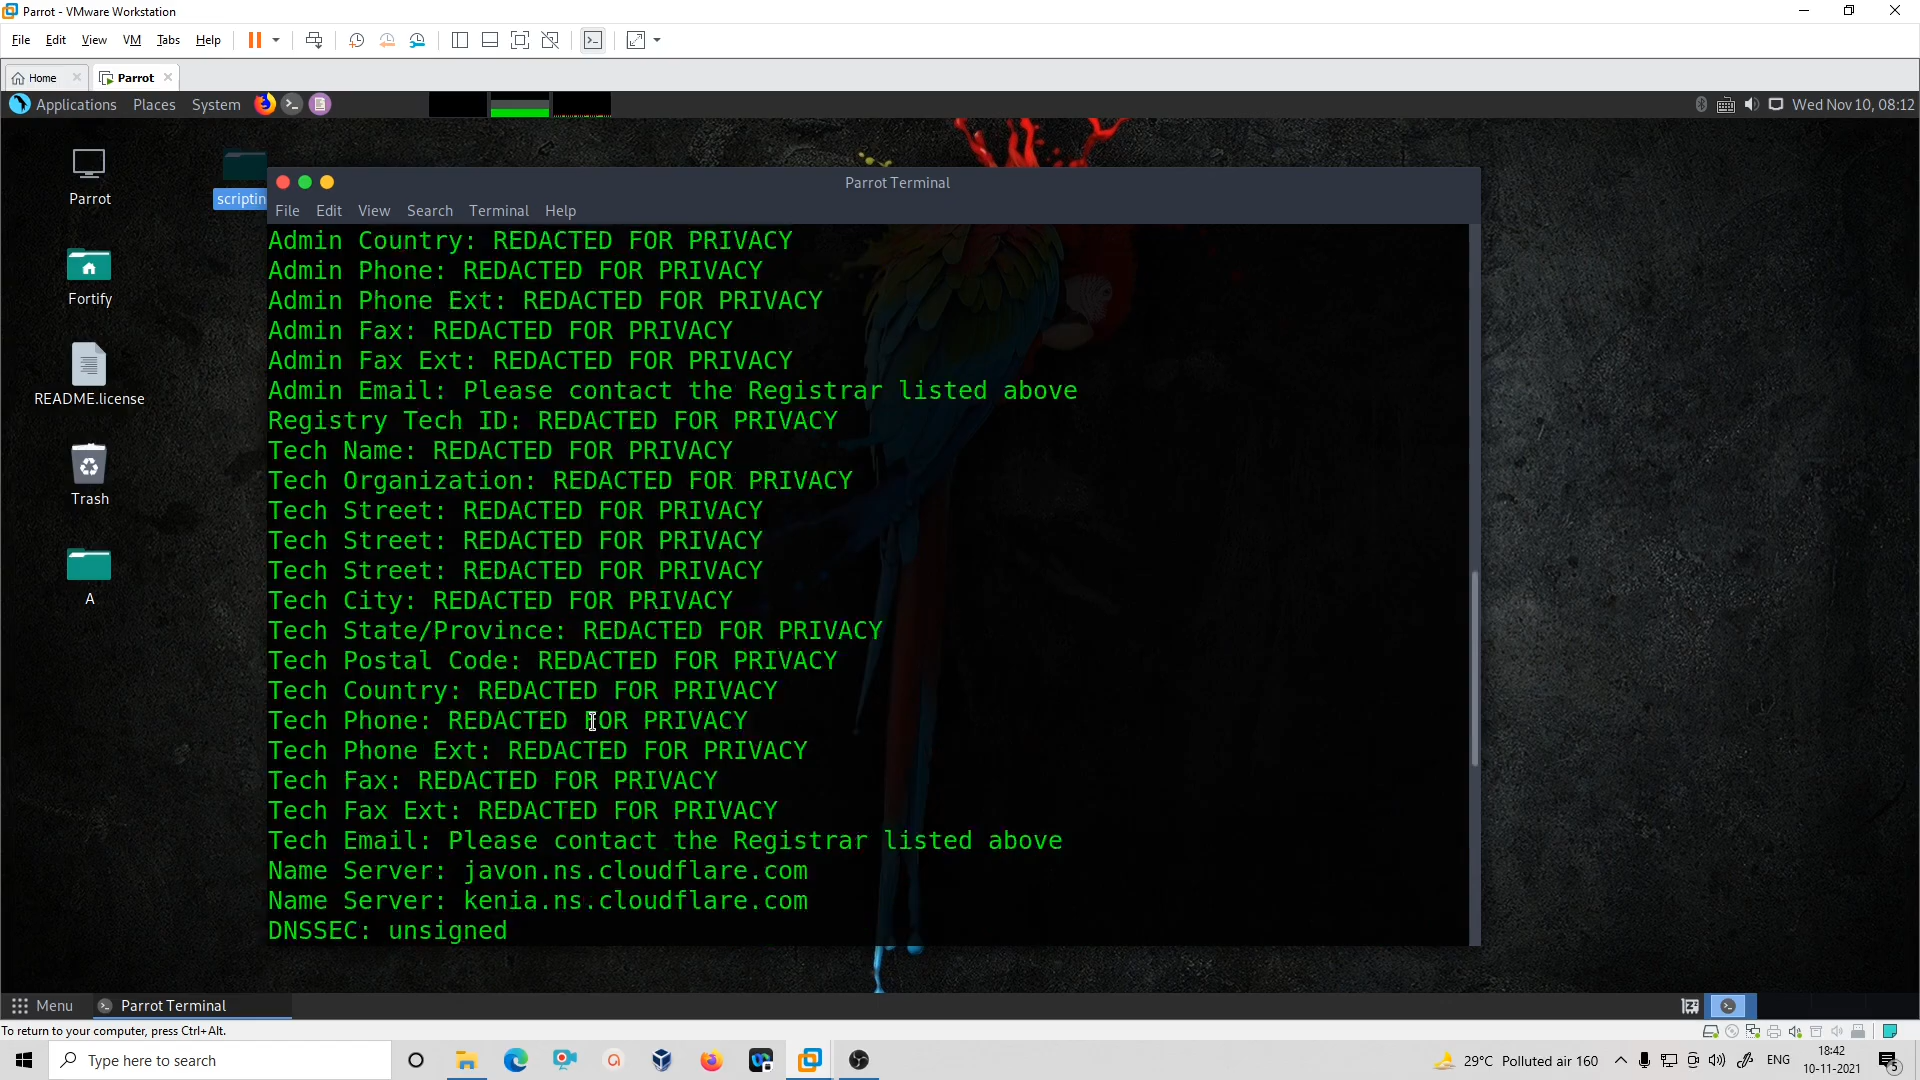 Parrot - VMware Workstation
File Edit View VM Tabs Help
Home Parrot
Applications Places System Wed Nov 10, 08:12
Parrot
scriptin
Fortify
README.license
Trash
A
Parrot Terminal
File Edit View Search Terminal Help
Admin Country: REDACTED FOR PRIVACY
Admin Phone: REDACTED FOR PRIVACY
Admin Phone Ext: REDACTED FOR PRIVACY
Admin Fax: REDACTED FOR PRIVACY
Admin Fax Ext: REDACTED FOR PRIVACY
Admin Email: Please contact the Registrar listed above
Registry Tech ID: REDACTED FOR PRIVACY
Tech Name: REDACTED FOR PRIVACY
Tech Organization: REDACTED FOR PRIVACY
Tech Street: REDACTED FOR PRIVACY
Tech Street: REDACTED FOR PRIVACY
Tech Street: REDACTED FOR PRIVACY
Tech City: REDACTED FOR PRIVACY
Tech State/Province: REDACTED FOR PRIVACY
Tech Postal Code: REDACTED FOR PRIVACY
Tech Country: REDACTED FOR PRIVACY
Tech Phone: REDACTED FOR PRIVACY
Tech Phone Ext: REDACTED FOR PRIVACY
Tech Fax: REDACTED FOR PRIVACY
Tech Fax Ext: REDACTED FOR PRIVACY
Tech Email: Please contact the Registrar listed above
Name Server: javon.ns.cloudflare.com
Name Server: kenia.ns.cloudflare.com
DNSSEC: unsigned
Menu Parrot Terminal
To return to your computer, press Ctrl+Alt.
Type here to search 29°C Polluted air 160 ENG 18:42
10-11-2021 5